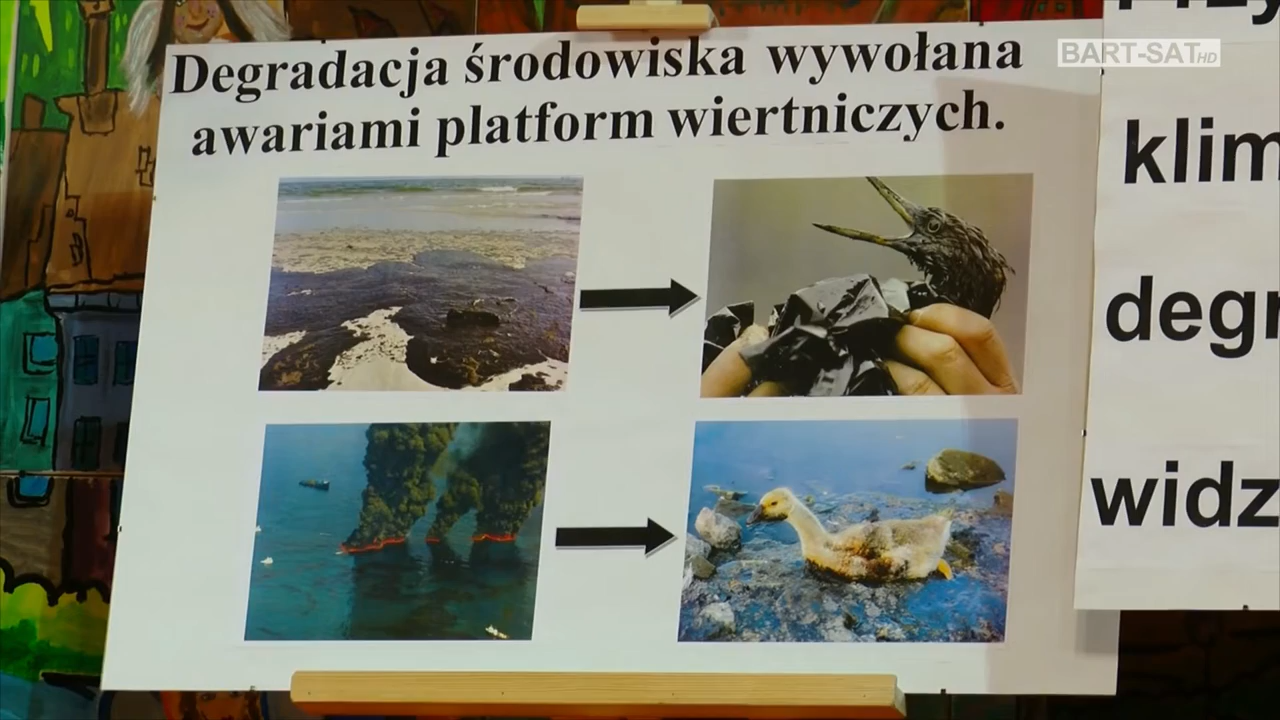 Degradacja środowiska wywołana
awariami platform wiertniczych.
BART-SAT HD
klim
degr
widz